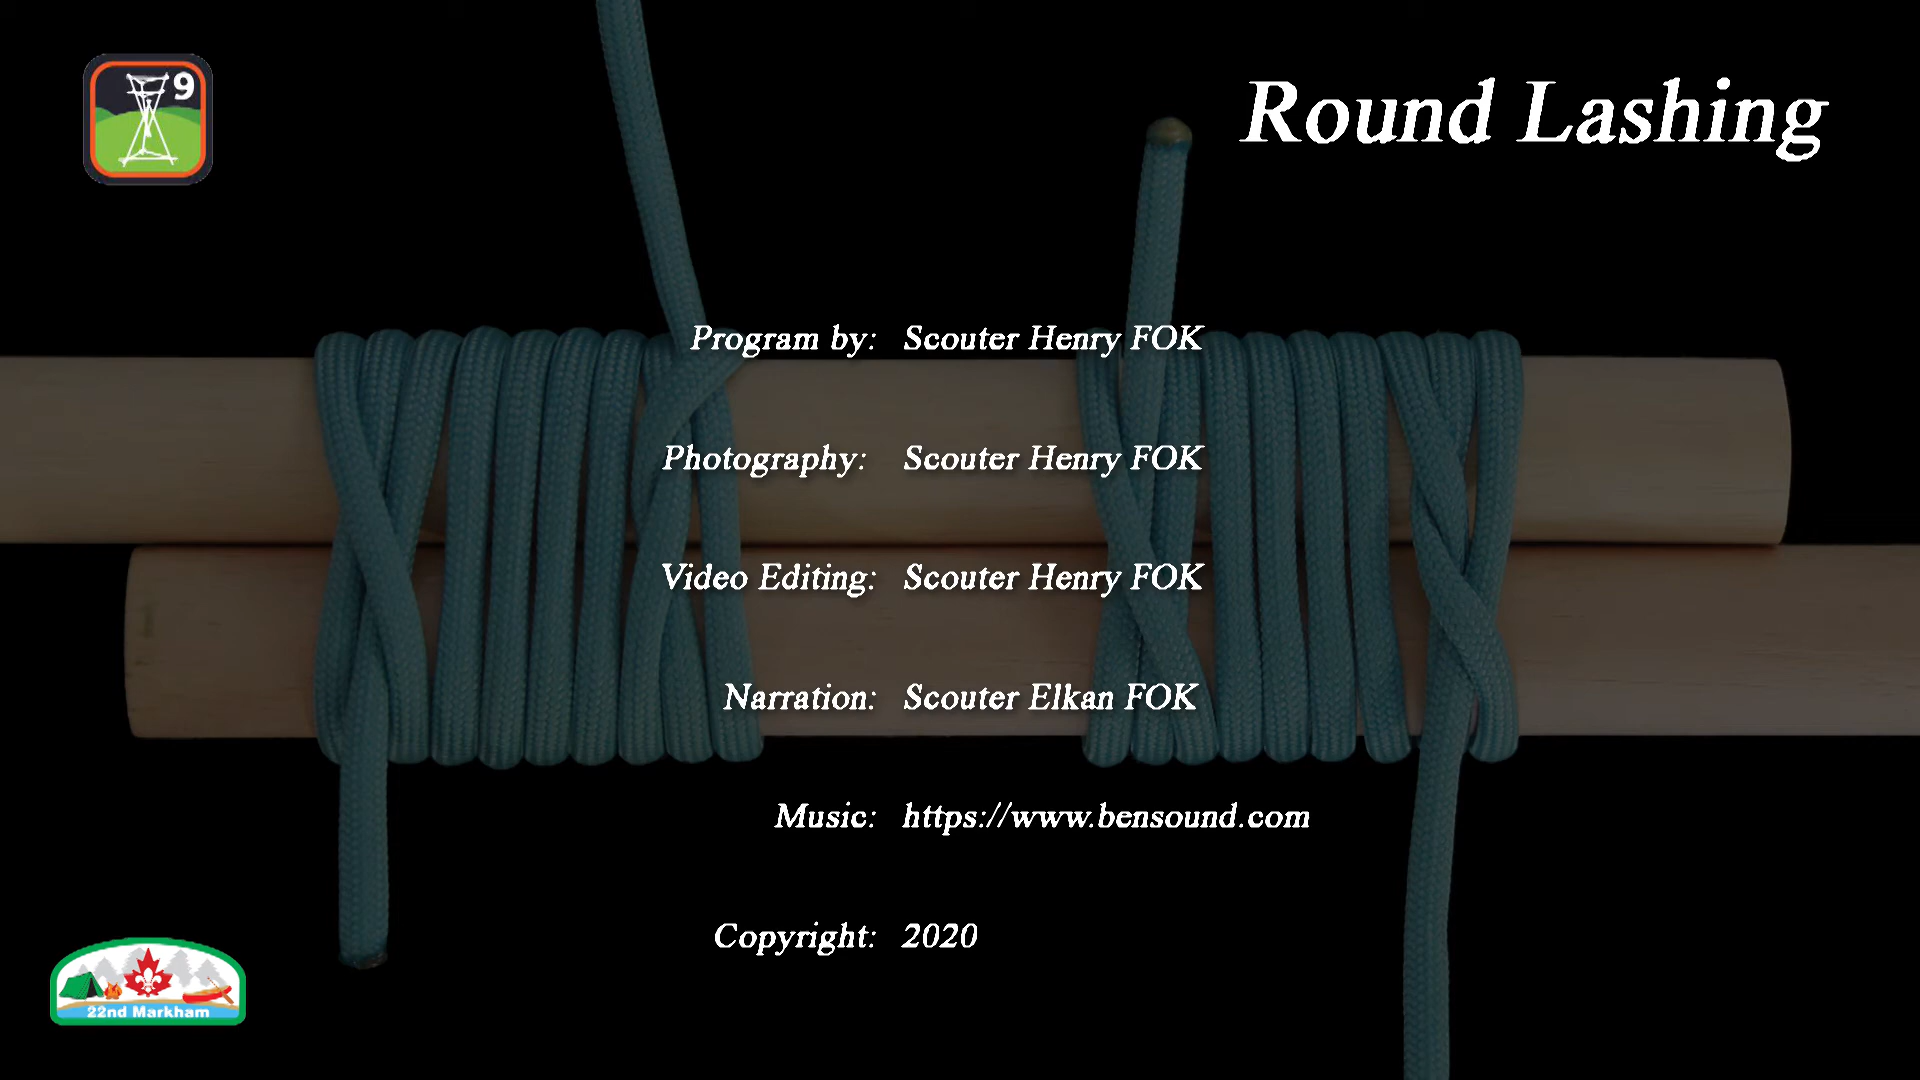 9
Round Lashing
Program by: Scouter Henry FOK
Photography: Scouter Henry FOK
Video Editing: Scouter Henry FOK
Narration: Scouter Elkan FOK
Music: https://www.bensound.com
Copyright: 2020
22nd Markham